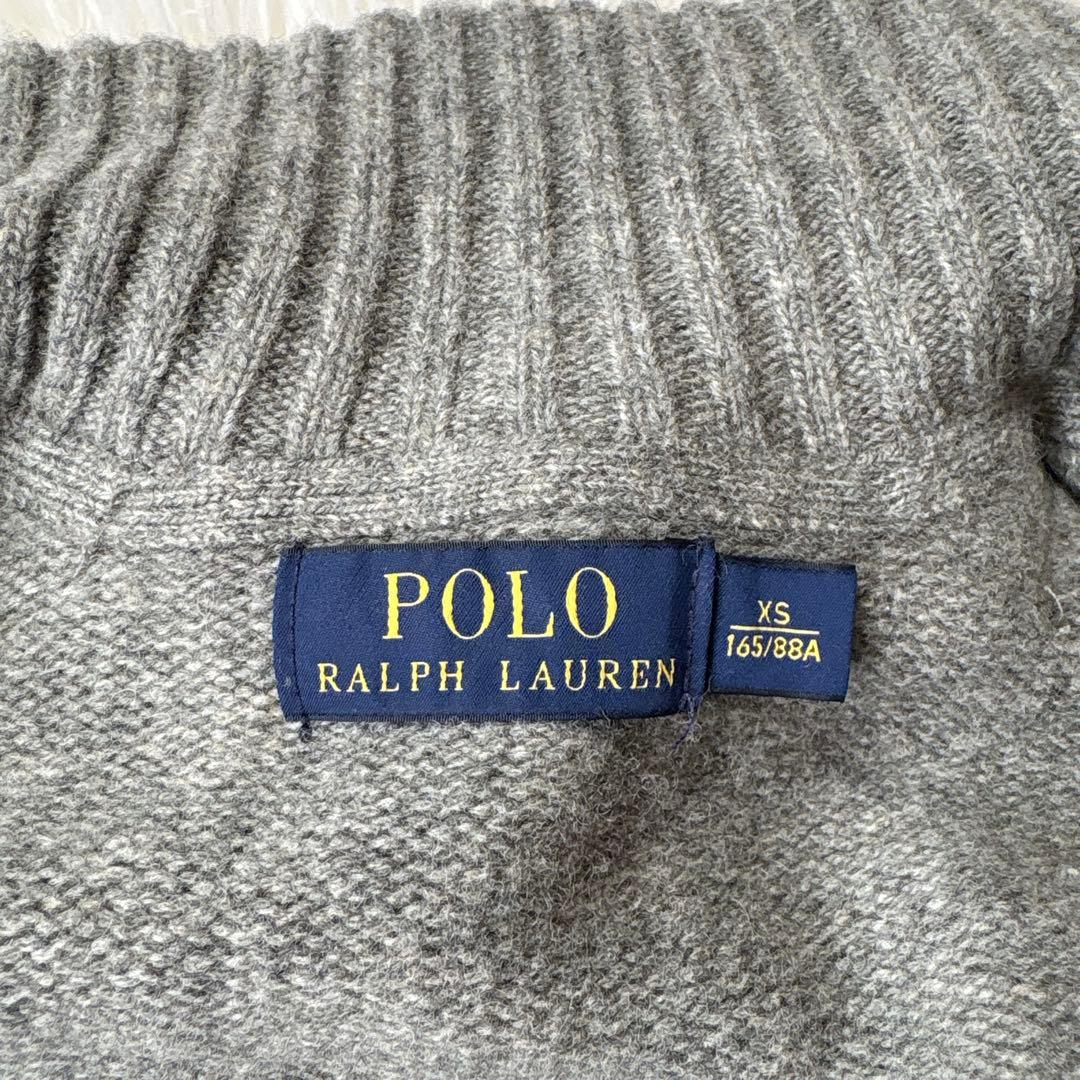 POLO
RALPH LAUREN
XS
165/88A